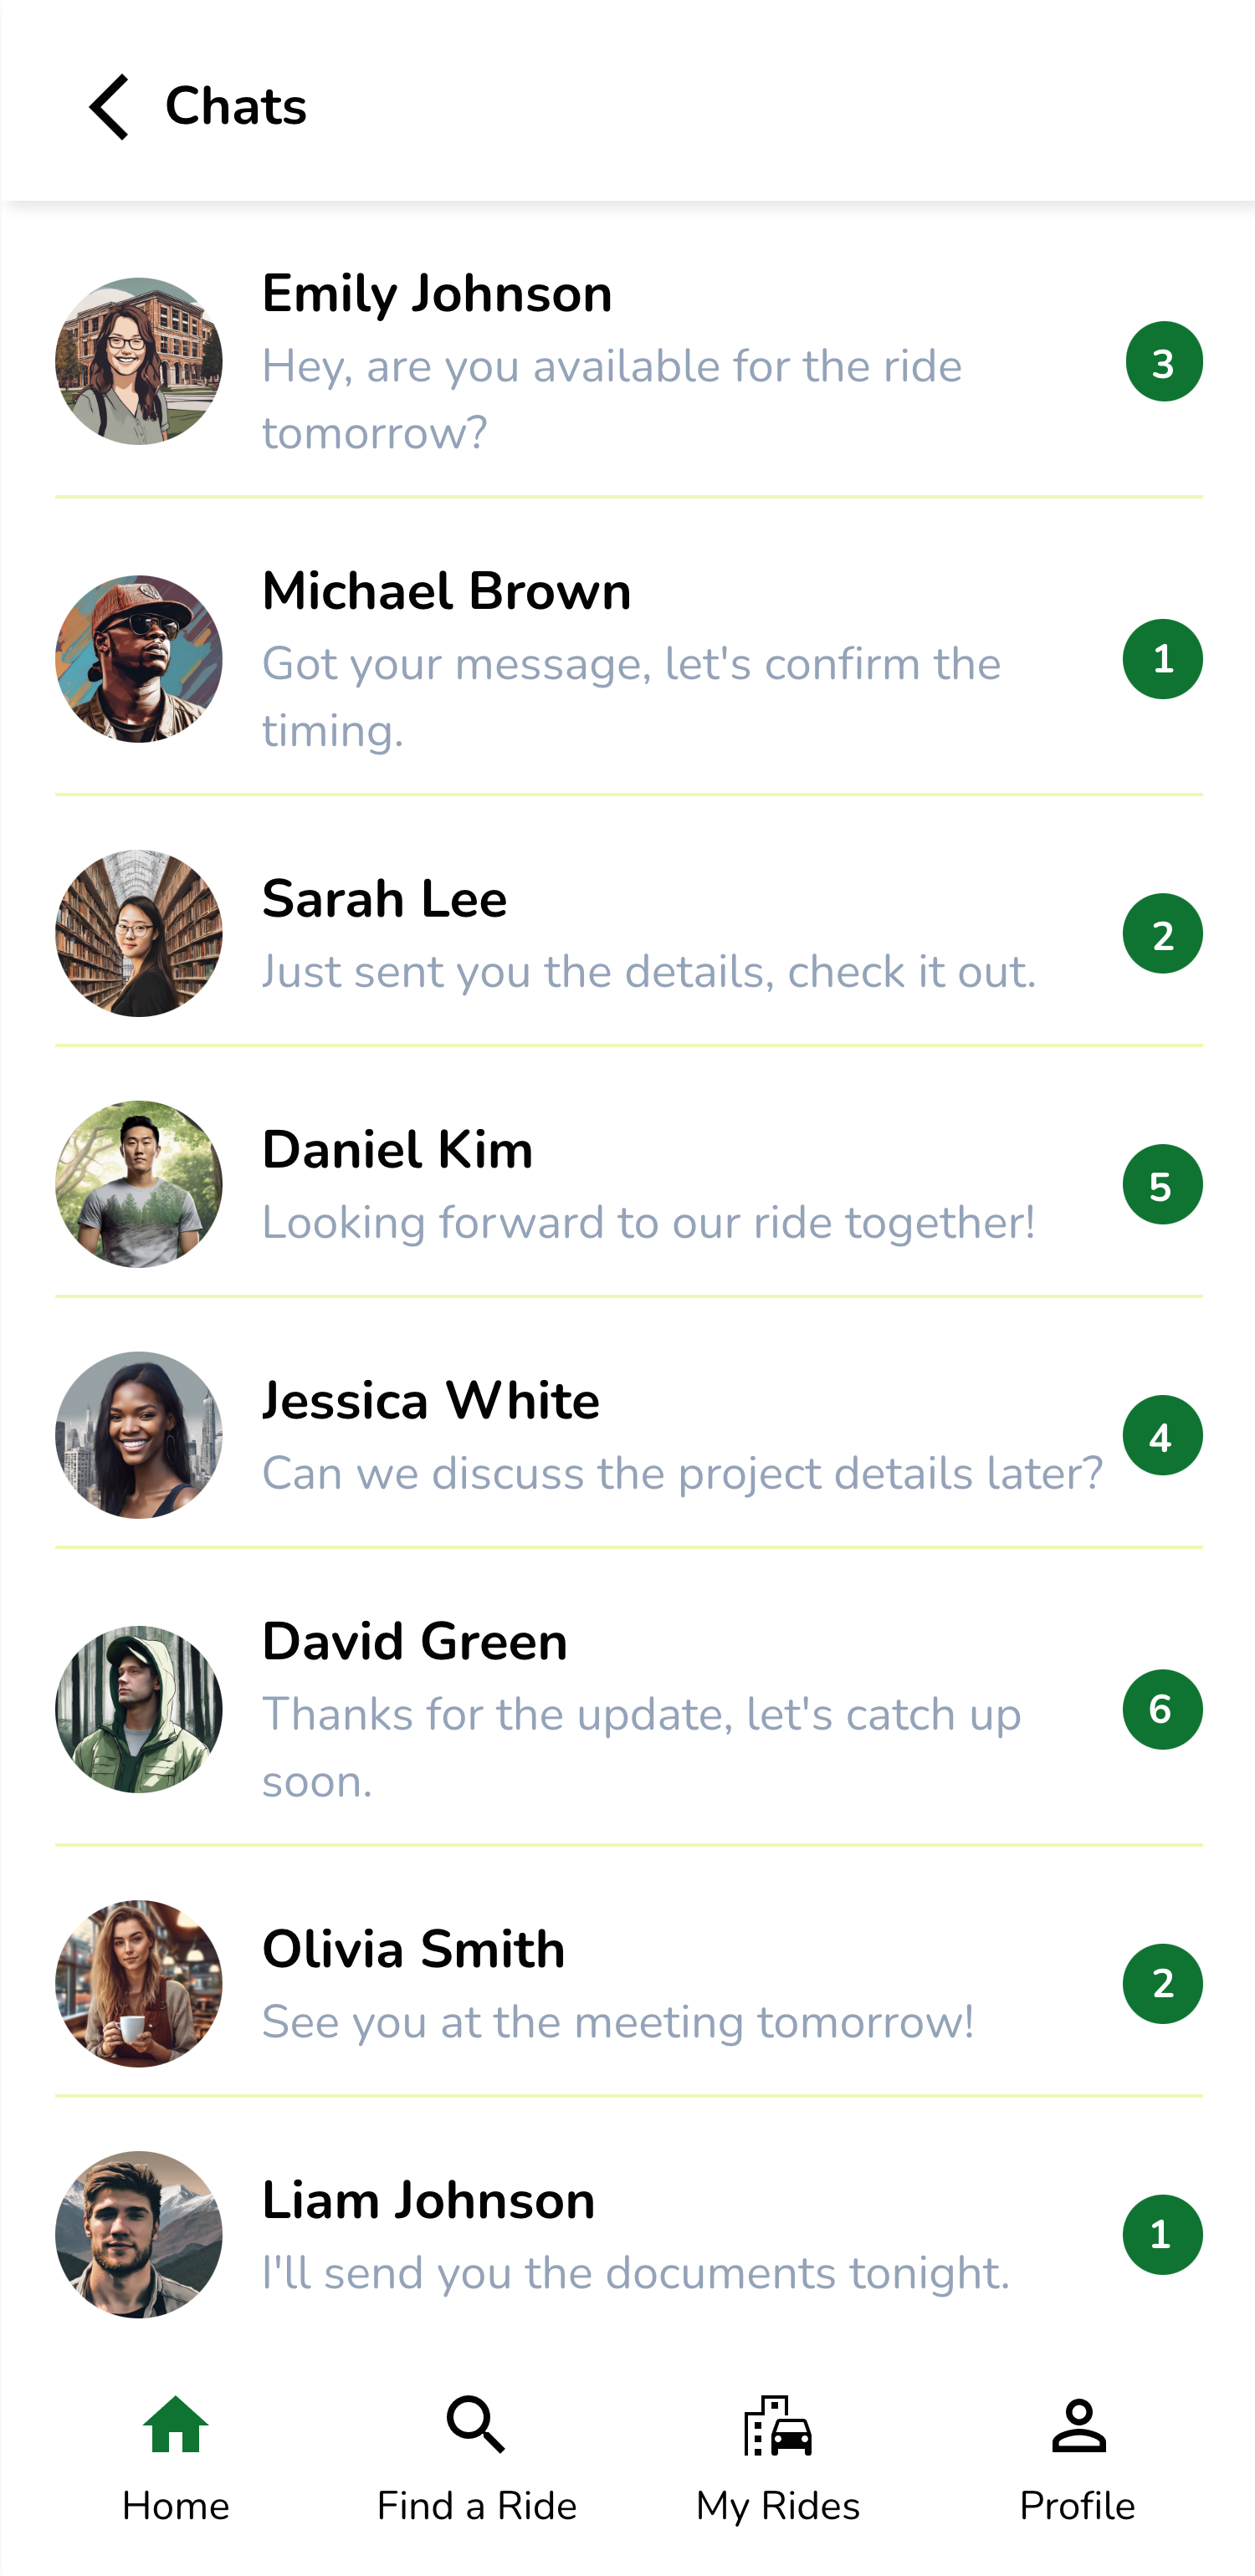 Chats
Emily Johnson
Hey, are you available for the ride
tomorrow?
3
Michael Brown
Got your message, let's confirm the
timing.
1
Sarah Lee
Just sent you the details, check it out.
2
Daniel Kim
Looking forward to our ride together!
5
Jessica White
Can we discuss the project details later?
4
David Green
Thanks for the update, let's catch up
soon.
6
Olivia Smith
See you at the meeting tomorrow!
2
Liam Johnson
I'll send you the documents tonight.
1
Home
Find a Ride
My Rides
Profile